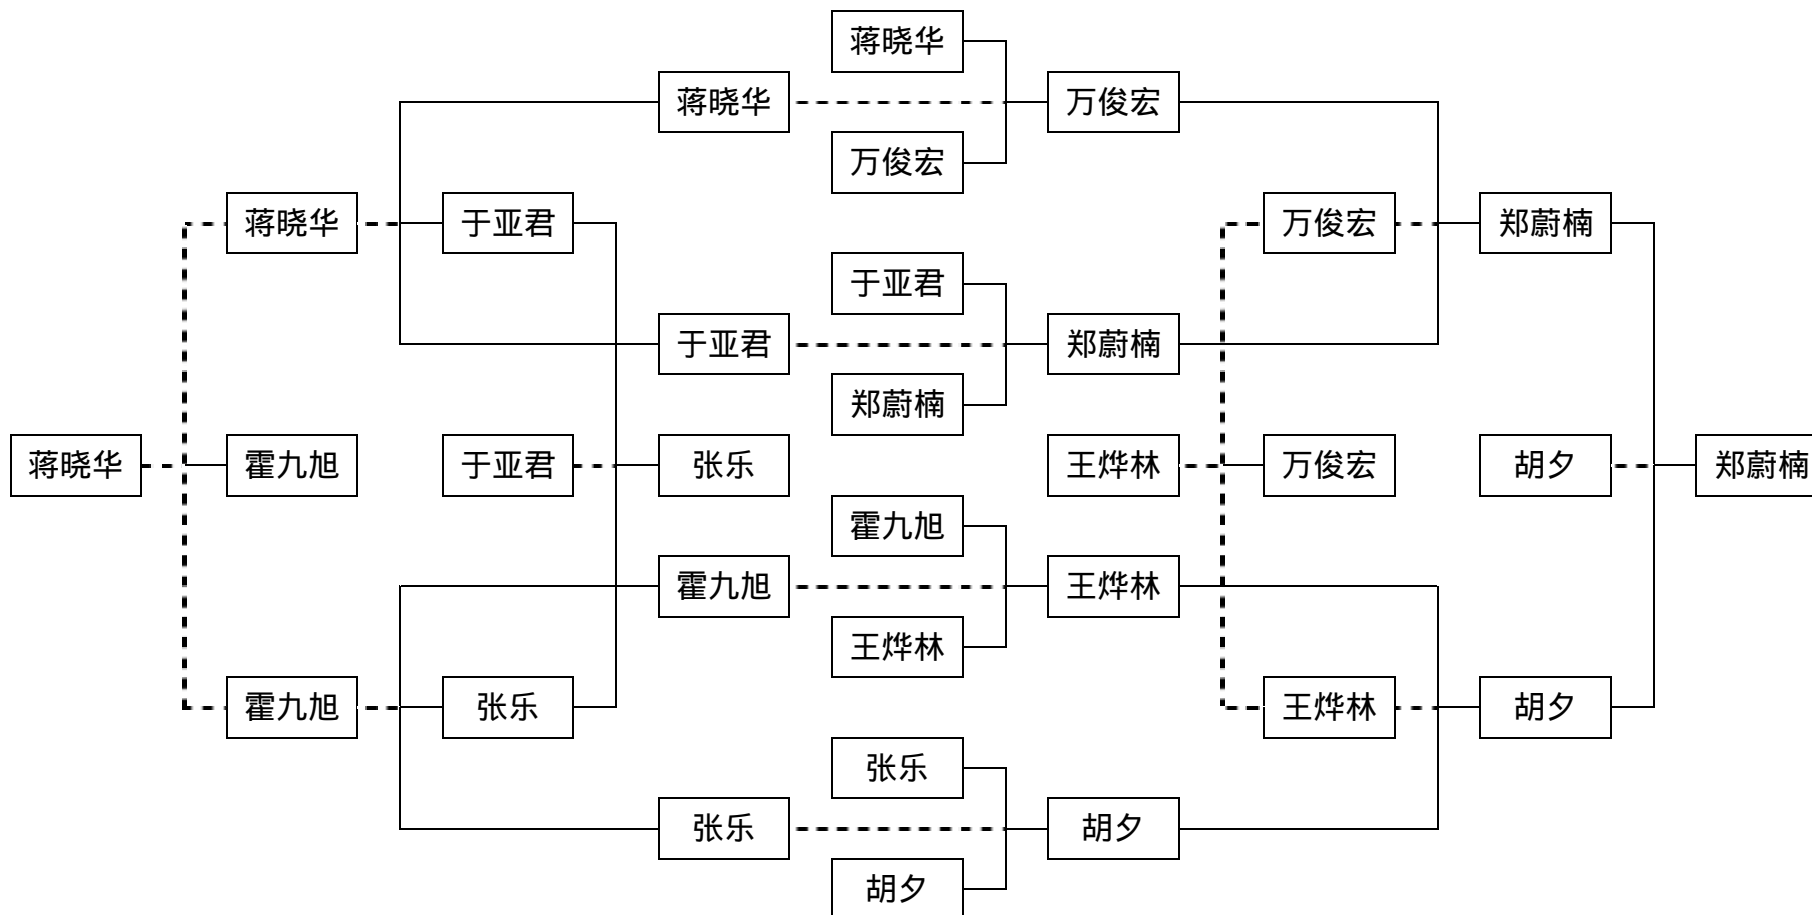 蒋晓华
蒋晓华
万俊宏
万俊宏
蒋晓华
于亚君
万俊宏
郑蔚楠
于亚君
于亚君
郑蔚楠
郑蔚楠
蒋晓华
霍九旭
于亚君
张乐
王烨林
万俊宏
胡夕
郑蔚楠
霍九旭
霍九旭
王烨林
王烨林
霍九旭
张乐
王烨林
胡夕
张乐
张乐
胡夕
胡夕